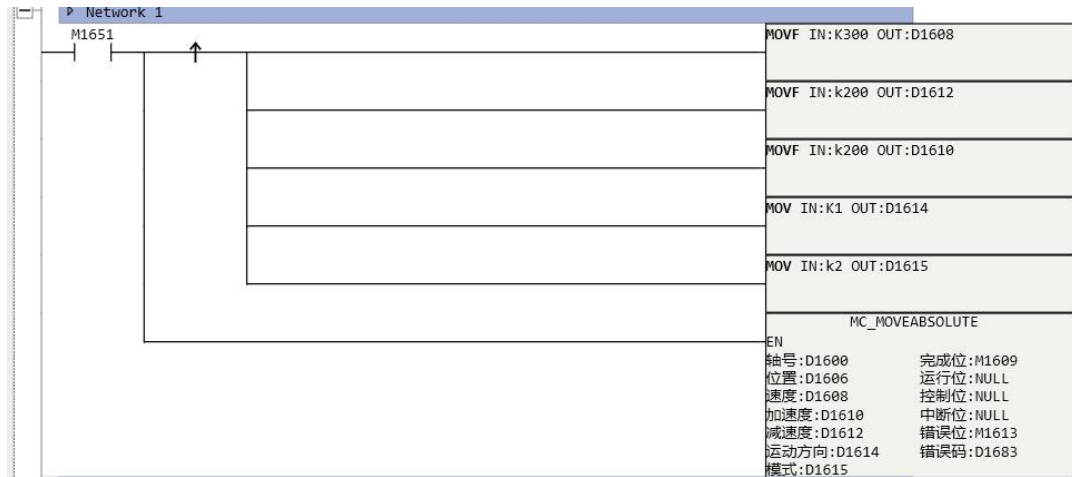 Network 1
M1651
MOVF IN:K300 OUT:D1608
MOVF IN:k200 OUT:D1612
MOVF IN:k200 OUT:D1610
MOV IN:K1 OUT:D1614
MOV IN:k2 OUT:D1615
MC_MOVEABSOLUTE
EN
轴号:D1600 完成位:M1609
位置:D1606 运行位:NULL
速度:D1608 控制位:NULL
加速度:D1610 中断位:NULL
减速度:D1612 错误位:M1613
运动方向:D1614 错误码:D1683
模式:D1615